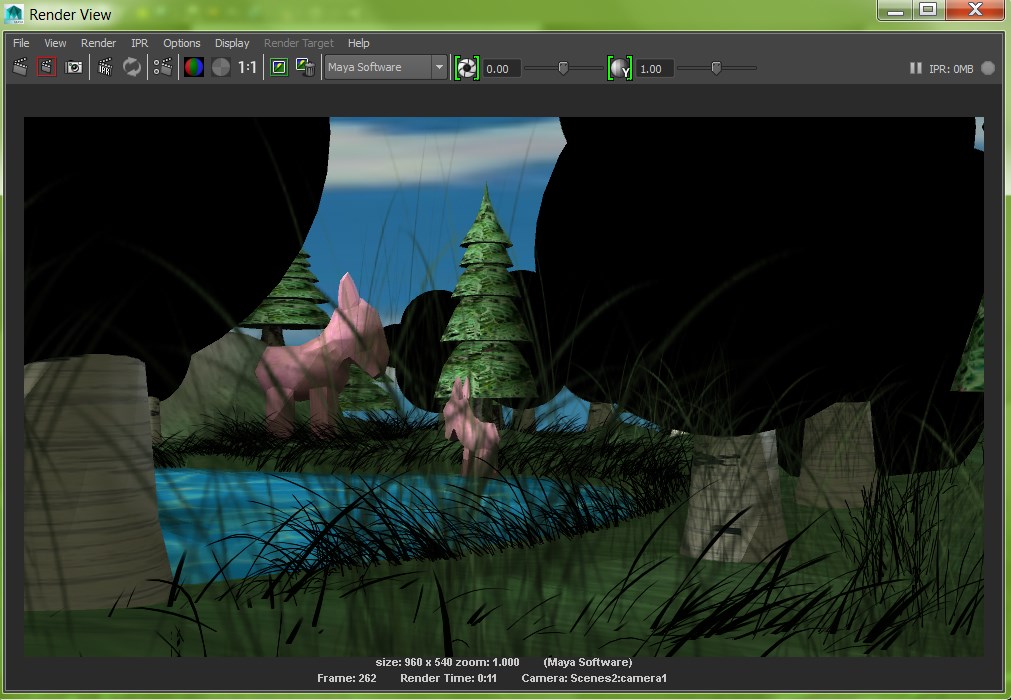 Render View
File View Render IPR Options Display Render Target Help
IPR 1:1 Maya Software 0.00 Y 1.00 IPR: 0MB
size: 960 x 540 zoom: 1.000 (Maya Software)
Frame: 262 Render Time: 0:11 Camera: Scenes2:camera1